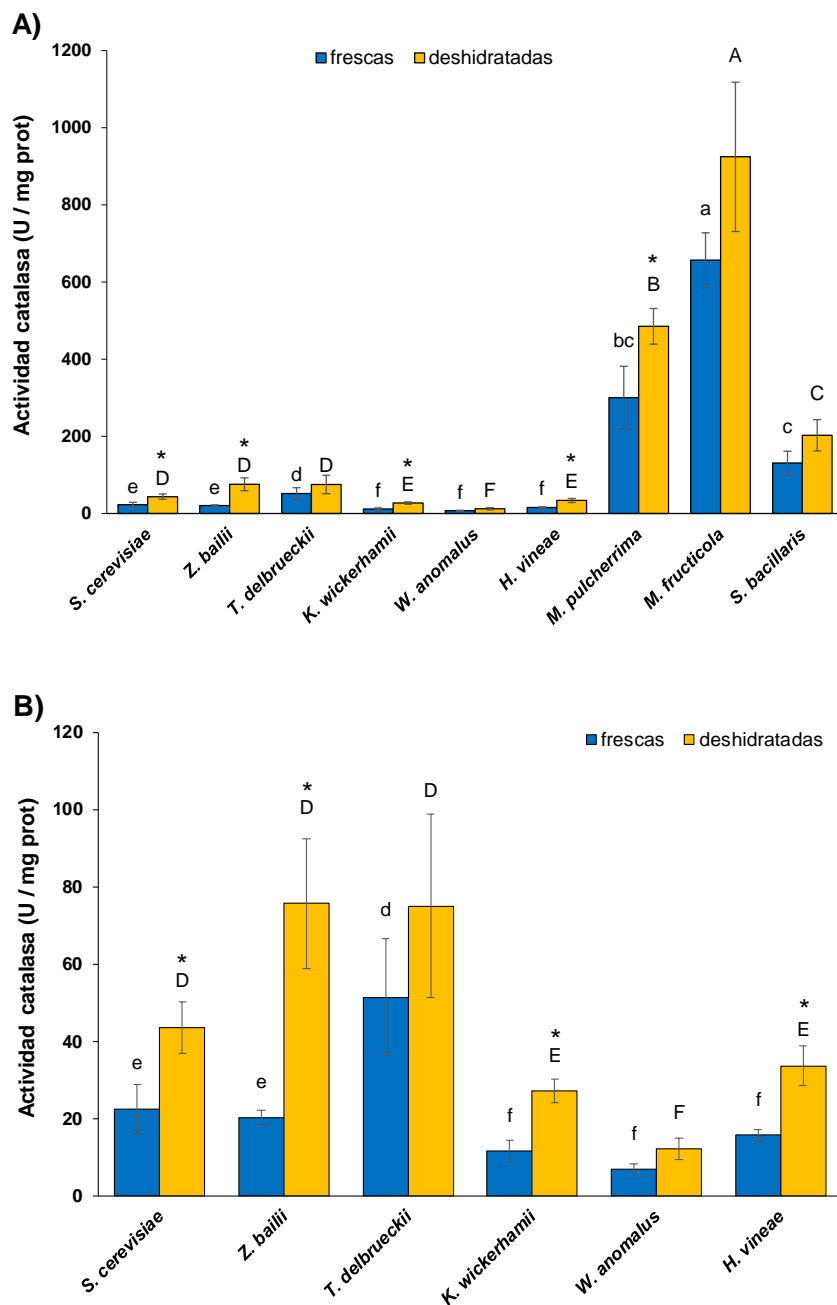 A)
frescas deshidratadas
Actividad catalasa (U / mg prot)
1200
1000
800
600
400
200
0
e * D e * D d D f * E f F f * E bc * B a A c C
S. cerevisiae
Z. bailii
T. delbrueckii
K. wickerhamii
W. anomalus
H. vineae
M. pulcherrima
M. fructicola
S. bacillaris
B)
frescas deshidratadas
Actividad catalasa (U / mg prot)
120
100
80
60
40
20
0
e * D e * D d D f * E f F f * E
S. cerevisiae
Z. bailii
T. delbrueckii
K. wickerhamii
W. anomalus
H. vineae